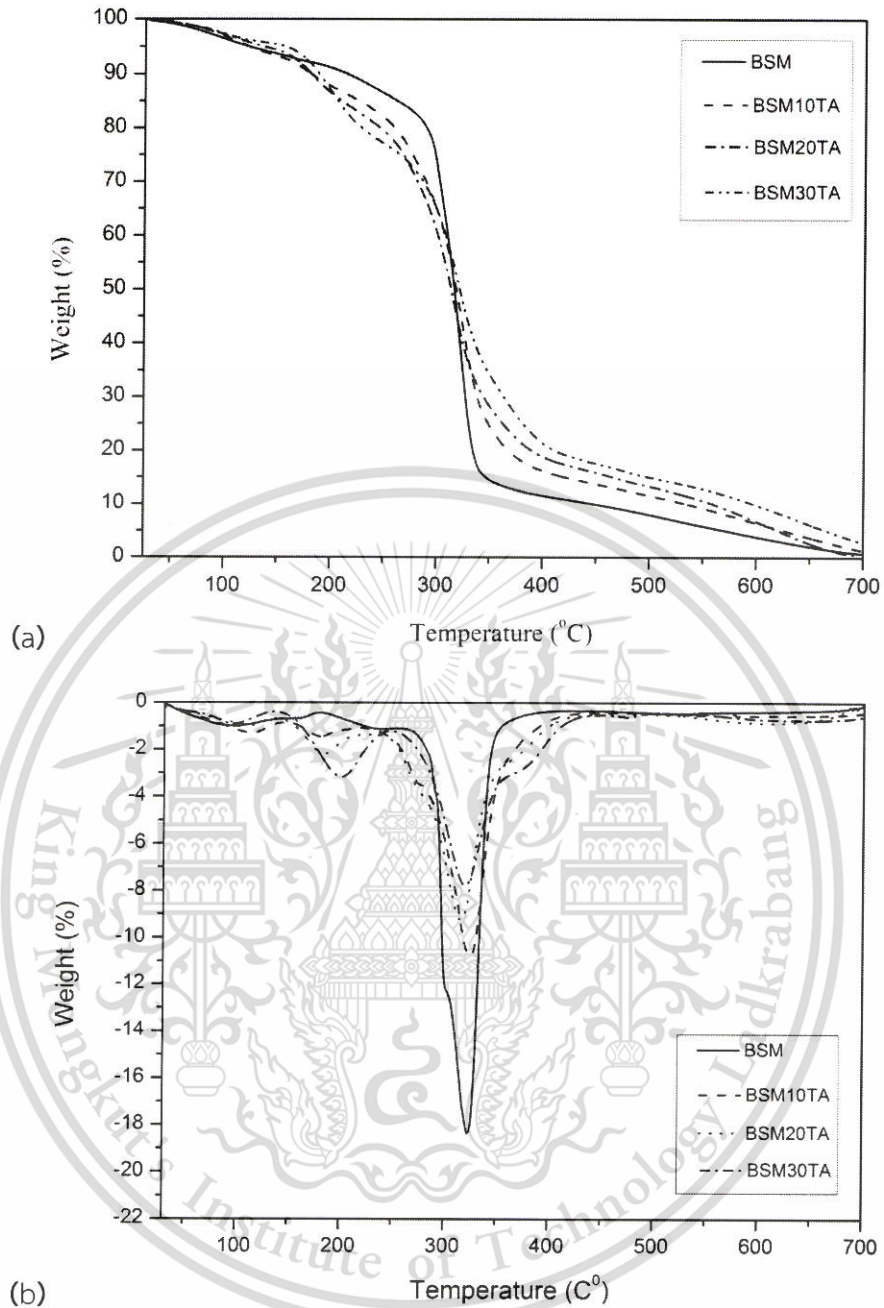 100
90
80
70
60
50
40
30
20
10
0
Weight (%)
BSM
BSM10TA
BSM20TA
BSM30TA
100 200 300 400 500 600 700
(a)
Temperature (°C)
0
-2
-4
-6
-8
-10
-12
-14
-16
-18
-20
-22
Weight (%)
BSM
BSM10TA
BSM20TA
BSM30TA
100 200 300 400 500 600 700
(b)
Temperature (C°)
King Mongkut's Institute of Technology Ladkrabang